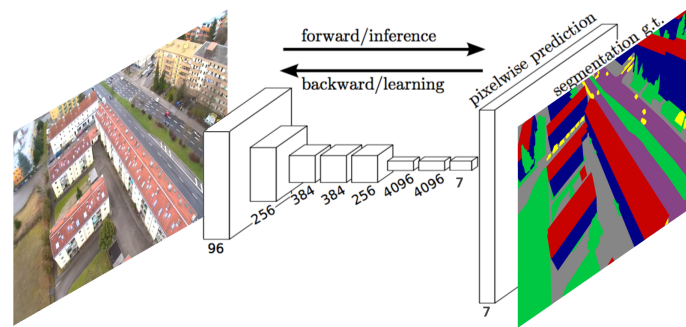 forward/inference
backward/learning
pixelwise prediction
segmentation g.t.
96
256
384
384
256
4096
4096
7
7